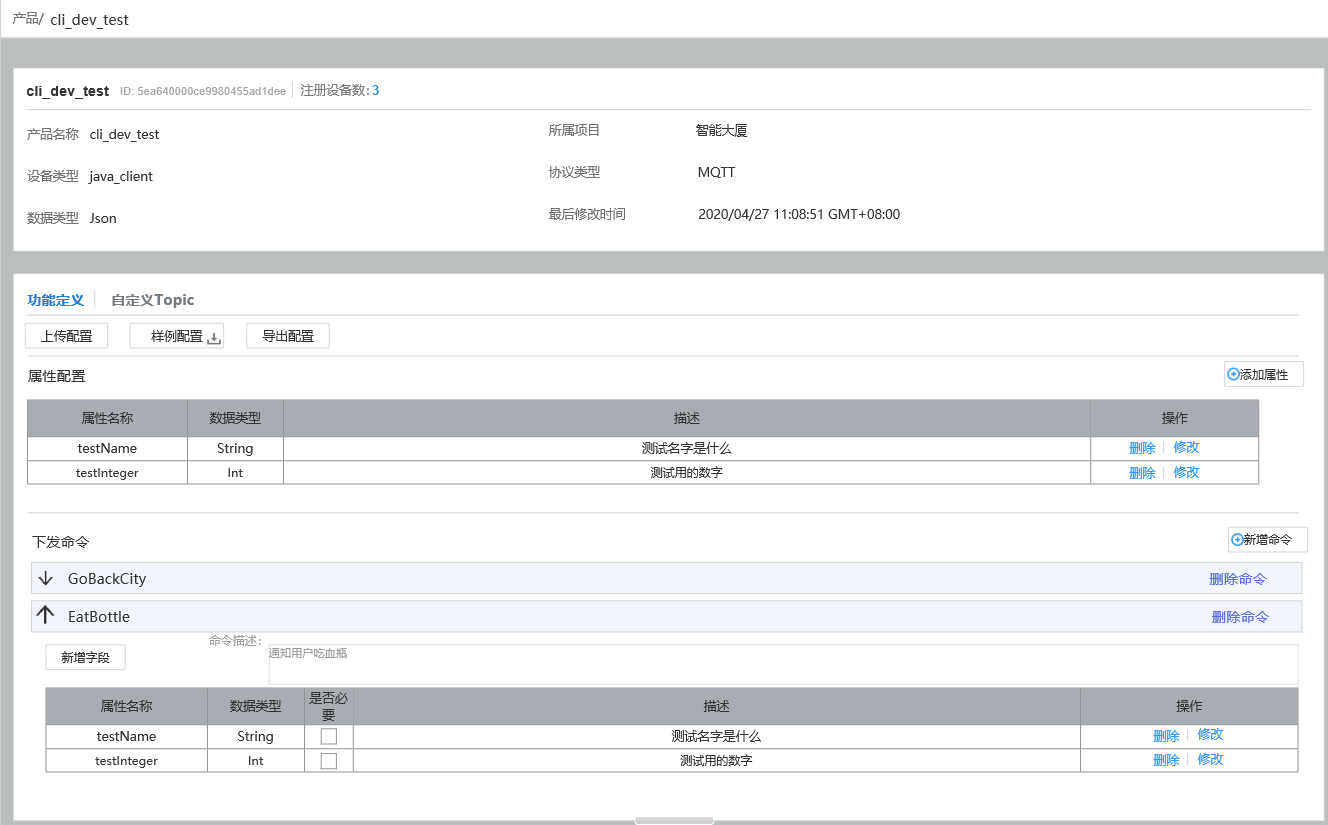 产品/ cli_dev_test
cli_dev_test ID: 5ea640000ce9980455ad1dee 注册设备数: 3
产品名称 cli_dev_test 所属项目 智能大厦
设备类型 java_client 协议类型 MQTT
数据类型 Json 最后修改时间 2020/04/27 11:08:51 GMT+08:00
功能定义 自定义Topic
上传配置 样例配置 导出配置
属性配置 添加属性
属性名称 数据类型 描述 操作
testName String 测试名字是什么 删除 修改
testInteger Int 测试用的数字 删除 修改
下发命令 新增命令
GoBackCity 删除命令
EatBottle 删除命令
新增字段 命令描述: 通知用户吃血瓶
属性名称 数据类型 是否必要 描述 操作
testName String 测试名字是什么 删除 修改
testInteger Int 测试用的数字 删除 修改